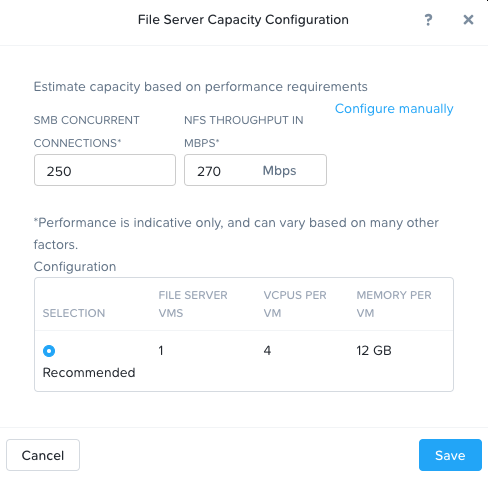 File Server Capacity Configuration
?
Estimate capacity based on performance requirements
Configure manually
SMB CONCURRENT CONNECTIONS*
NFS THROUGHPUT IN MBPS*
250
270 Mbps
*Performance is indicative only, and can vary based on many other
factors.
Configuration
SELECTION
FILE SERVER VMS
VCPUS PER VM
MEMORY PER VM
Recommended
1
4
12 GB
Cancel
Save